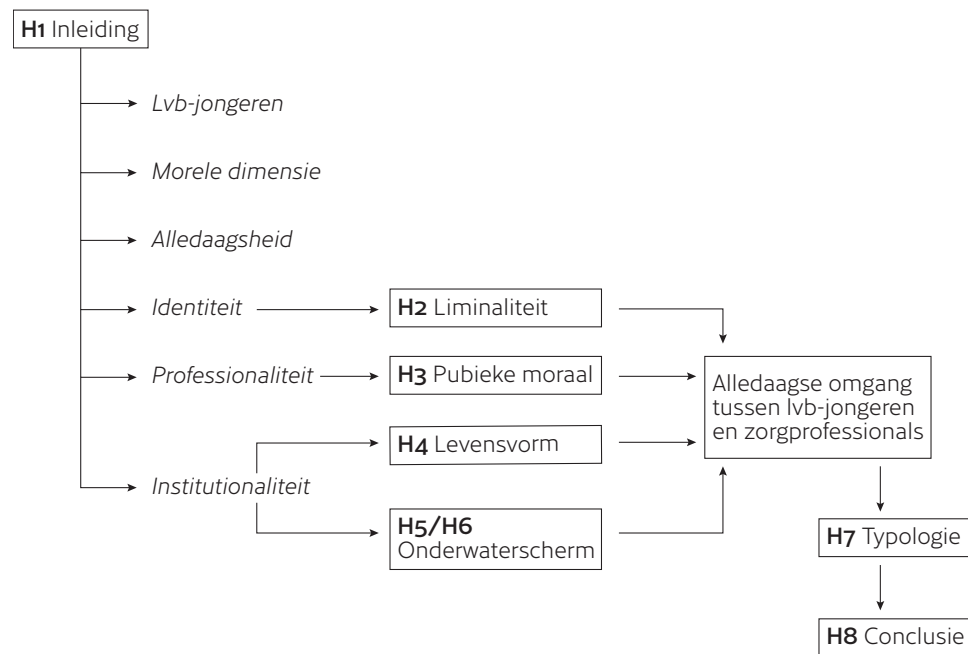 H1 Inleiding
Lvb-jongeren
Morele dimensie
Alledaagsheid
Identiteit
H2 Liminaliteit
Professionaliteit
H3 Pubieke moraal
Alledaagse omgang
tussen lvb-jongeren
en zorgprofessionals
H4 Levensvorm
Institutionaliteit
H5/H6
Onderwaterscherm
H7 Typologie
H8 Conclusie